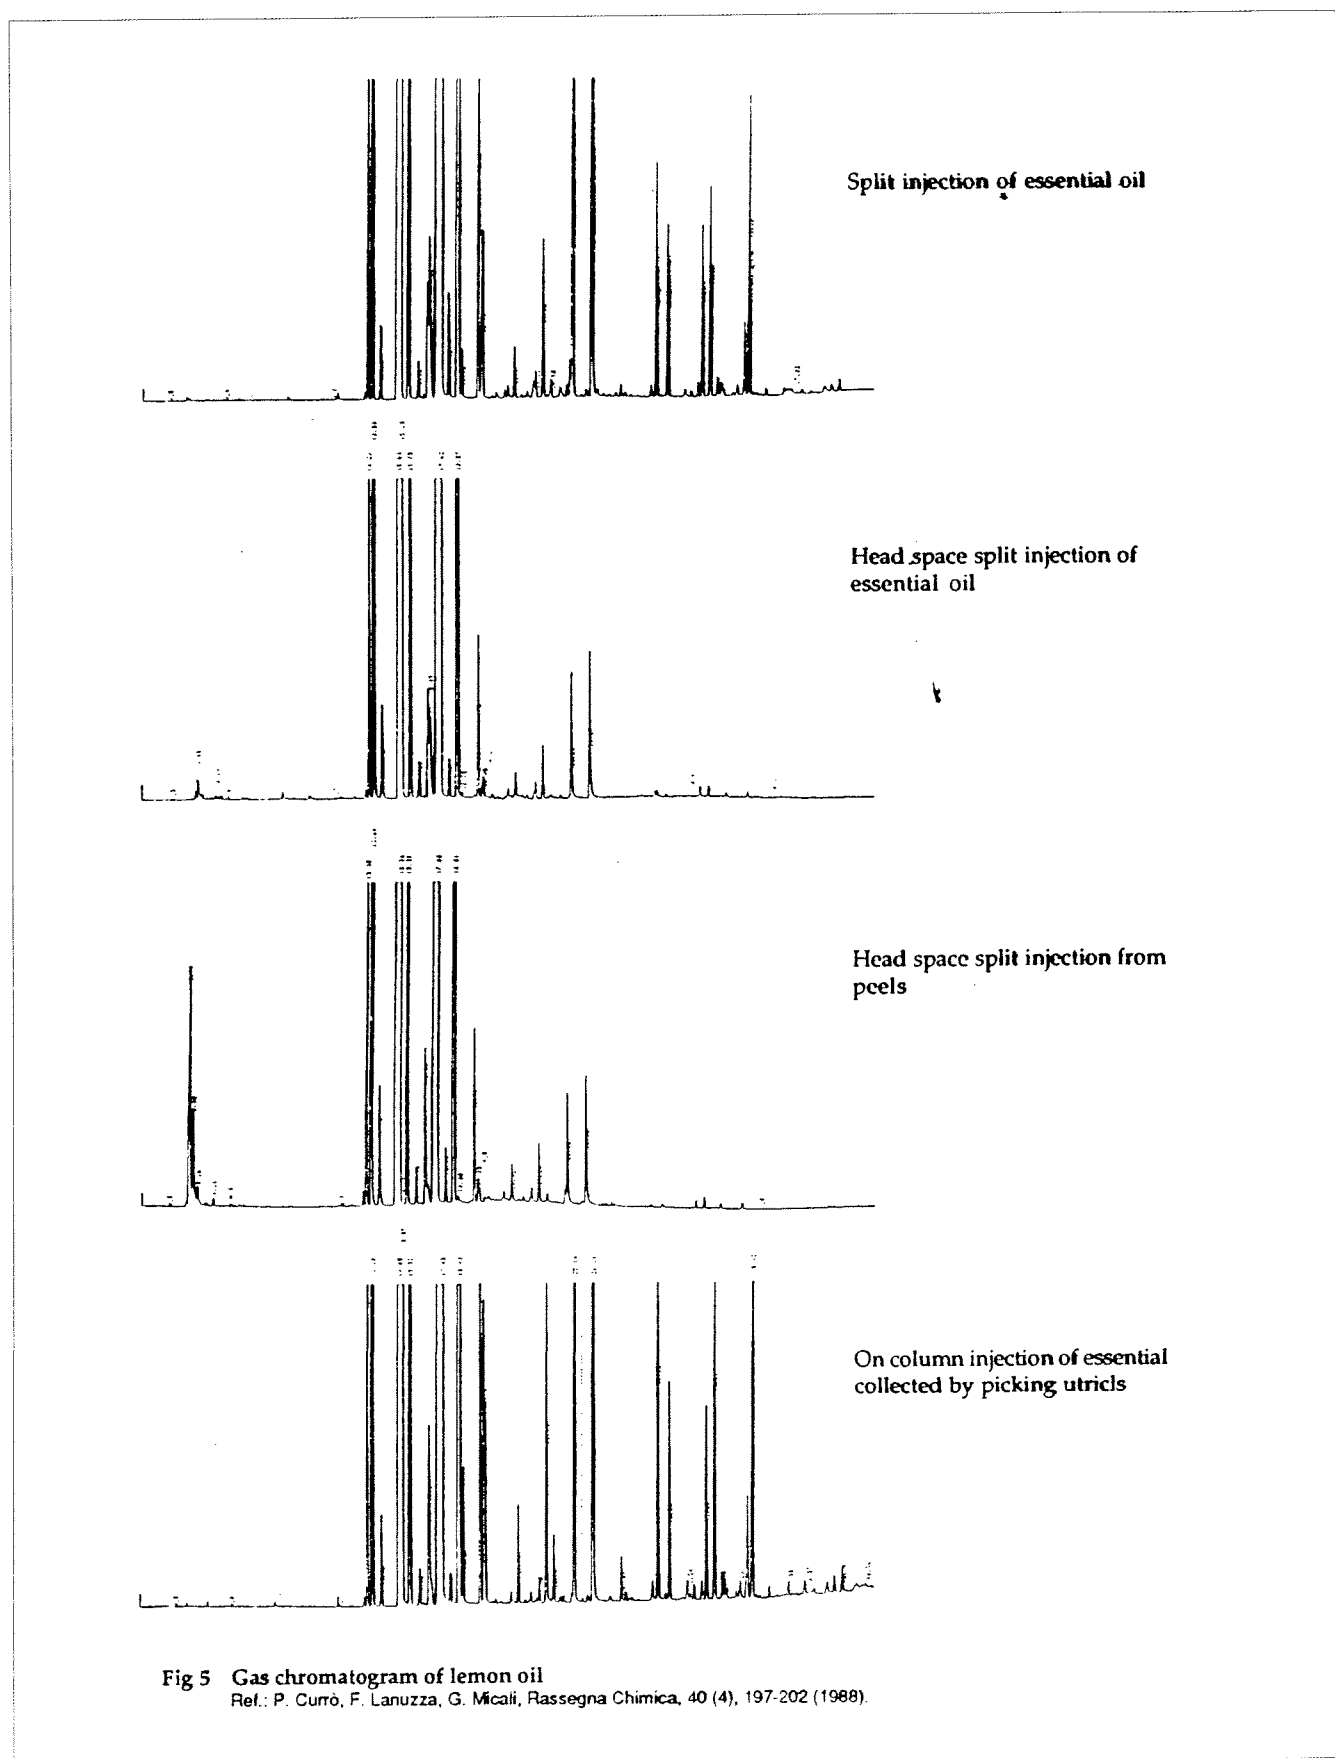 Split injection of essential oil
Head space split injection of
essential oil
Head space split injection from
peels
On column injection of essential
collected by picking utricls
Fig 5 Gas chromatogram of lemon oil
Ref.: P. Currò, F. Lanuzza, G. Micali, Rassegna Chimica, 40 (4), 197-202 (1988).